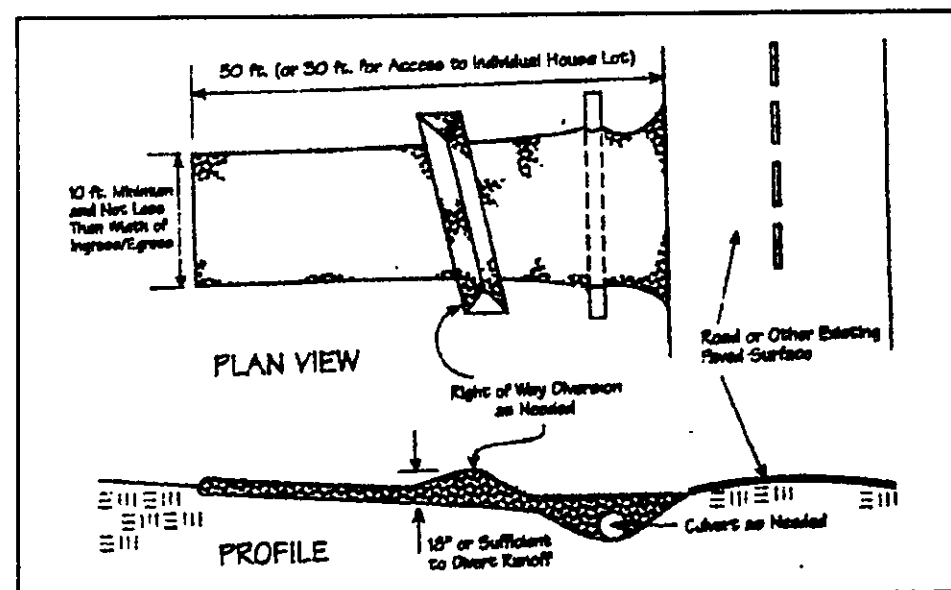 50 ft. (or 30 ft. for Access to Individual House Lot)
10 ft. Minimum
and Not Less
Than Width of
Ingress/Egress
PLAN VIEW
Right of Way Diversion
as Needed
Road or Other Existing
Paved Surface
18" or Sufficient
to Divert Runoff
Culvert as Needed
PROFILE